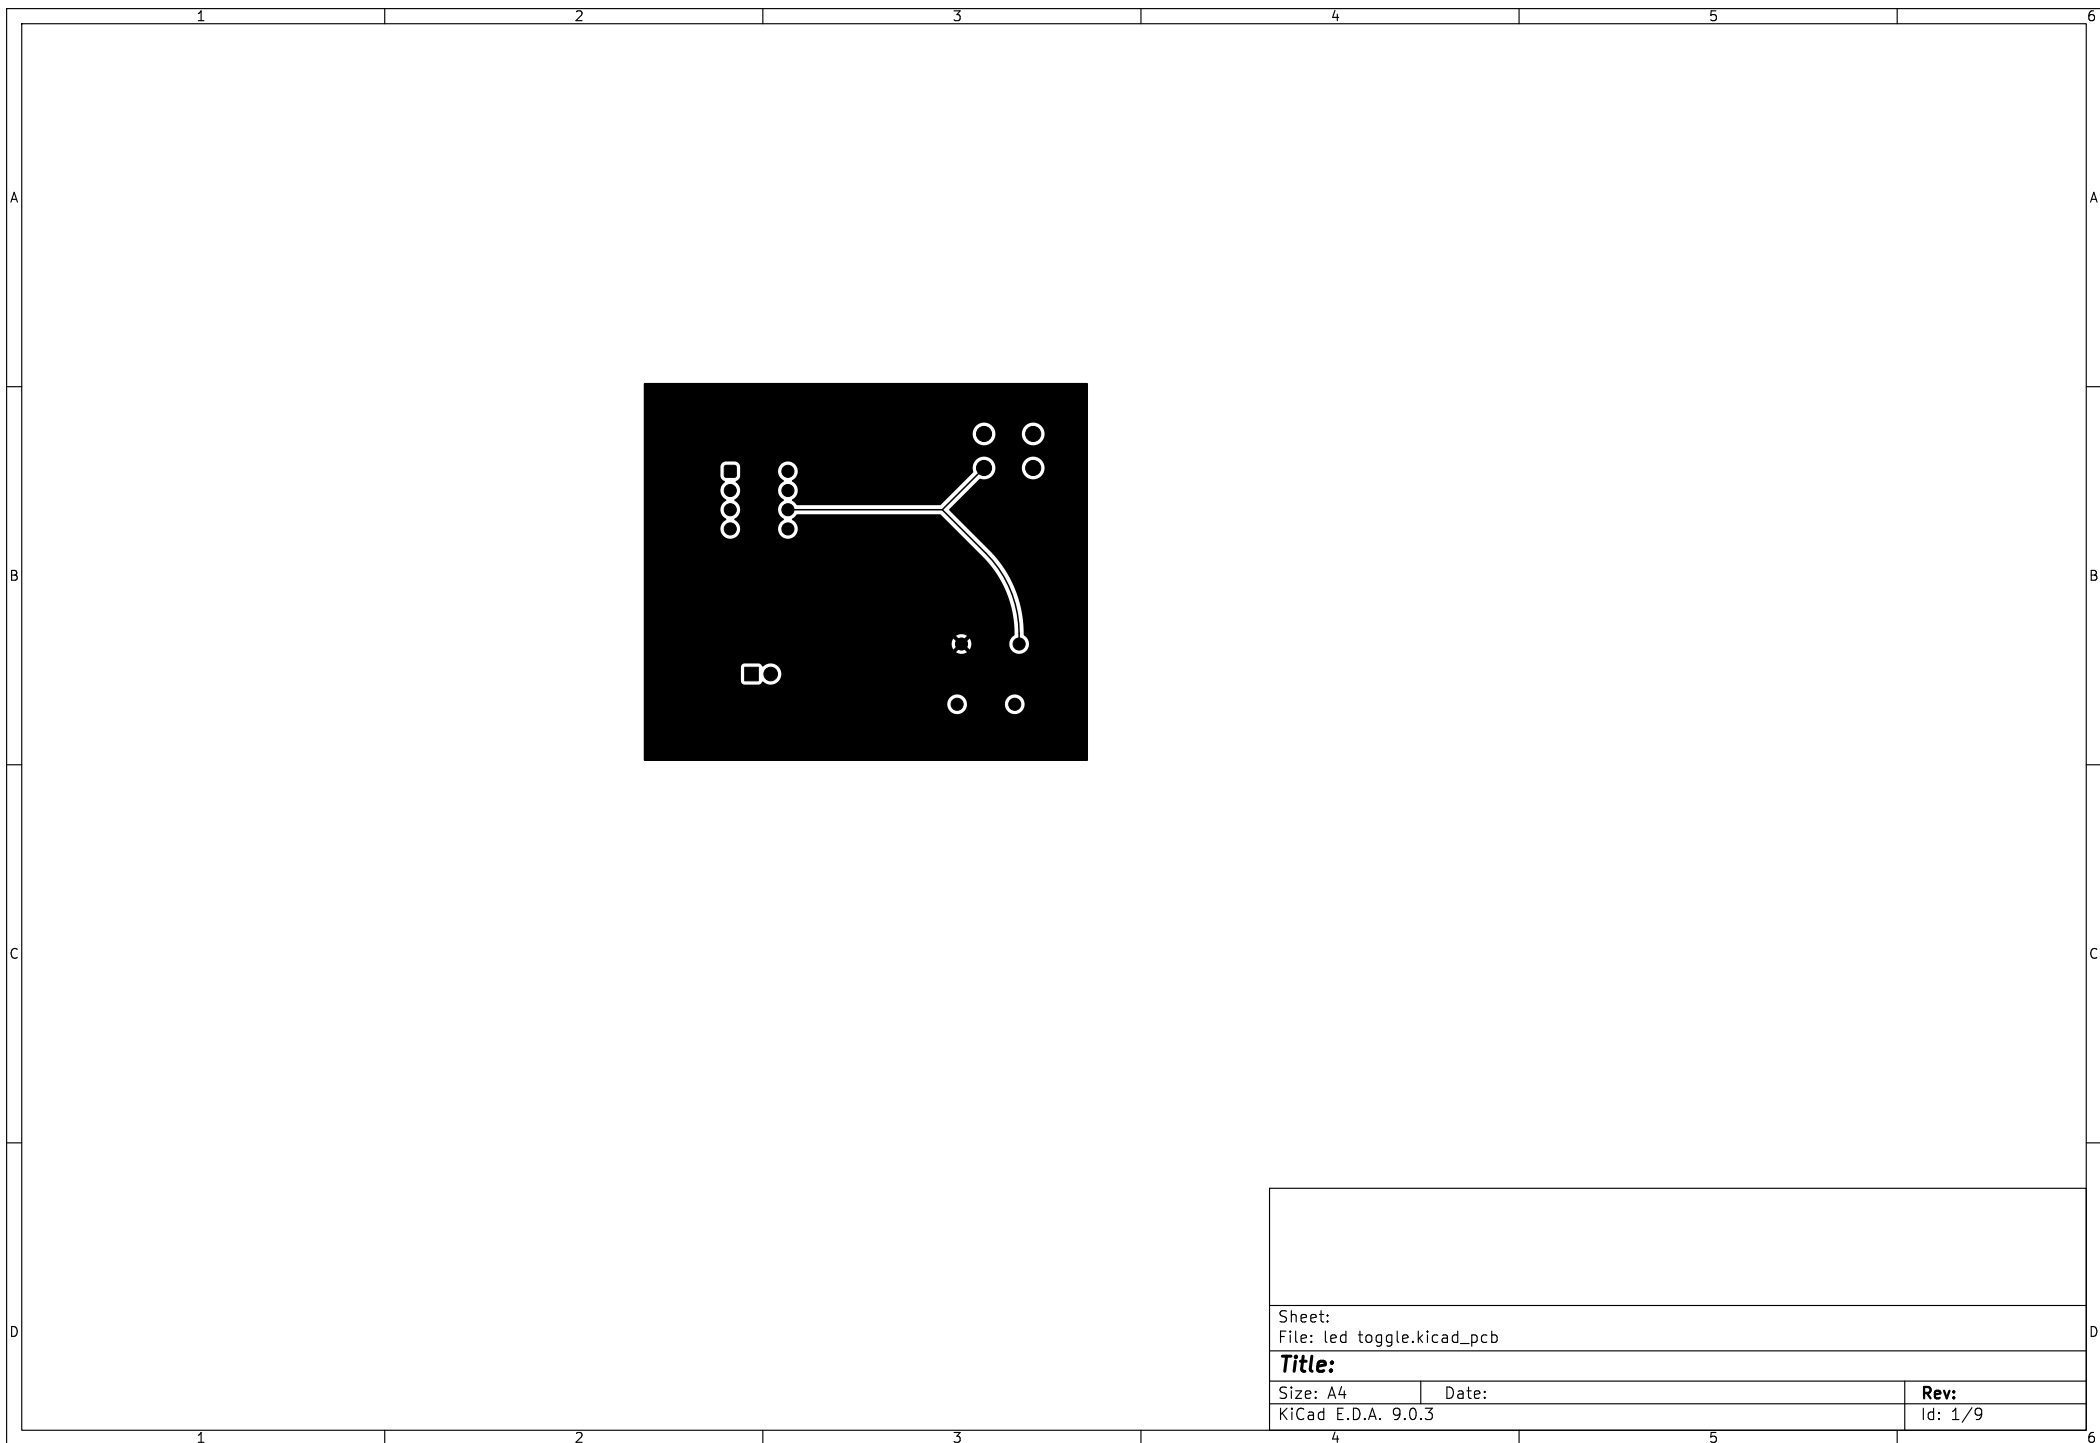 1 2 3 4 5 6
A A
B B
C C
D D
Sheet:
File: led toggle.kicad_pcb
Title:
Size: A4 Date: Rev:
KiCad E.D.A. 9.0.3 Id: 1/9
1 2 3 4 5 6